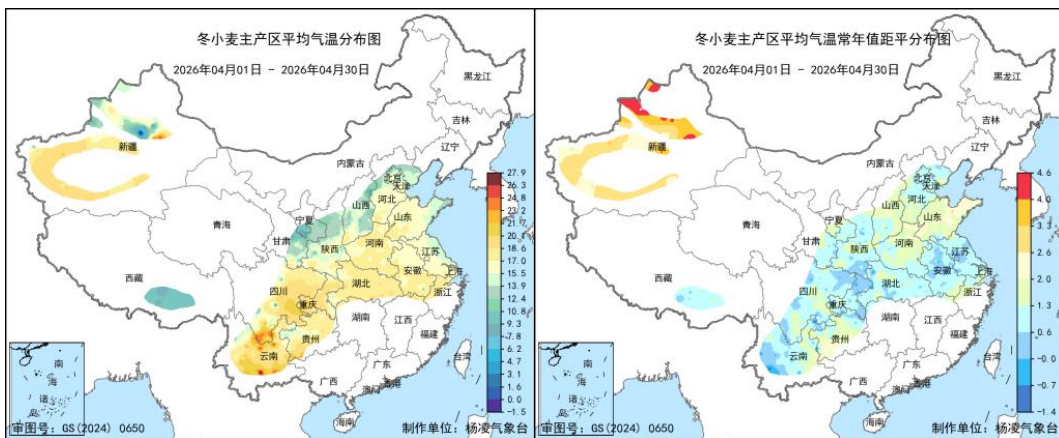 冬小麦主产区平均气温分布图
2026年04月01日 - 2026年04月30日
黑龙江
吉林
辽宁
内蒙古
新疆
北京
天津
河北
山西
山东
宁夏
青海
甘肃
陕西
河南
江苏
西藏
安徽
上海
四川
湖北
重庆
浙江
湖南
江西
贵州
福建
云南
台湾
广西
广东
澳门
香港
海南
南
海
诸
岛
27.9
26.3
24.8
23.2
21.7
20.1
18.6
17.0
15.5
13.9
12.4
10.8
9.3
7.8
6.2
4.7
3.1
1.6
0.0
-1.5
审图号: GS(2024) 0650
制作单位: 杨凌气象台
冬小麦主产区平均气温常年值距平分布图
2026年04月01日 - 2026年04月30日
黑龙江
吉林
辽宁
内蒙古
新疆
北京
天津
河北
山西
山东
宁夏
青海
甘肃
陕西
河南
江苏
西藏
安徽
上海
四川
湖北
重庆
浙江
湖南
江西
贵州
福建
云南
台湾
广西
广东
澳门
香港
海南
南
海
诸
岛
4.6
4.0
3.2
2.6
1.9
1.2
0.6
-0.0
-0.7
-1.4
审图号: GS(2024) 0650
制作单位: 杨凌气象台